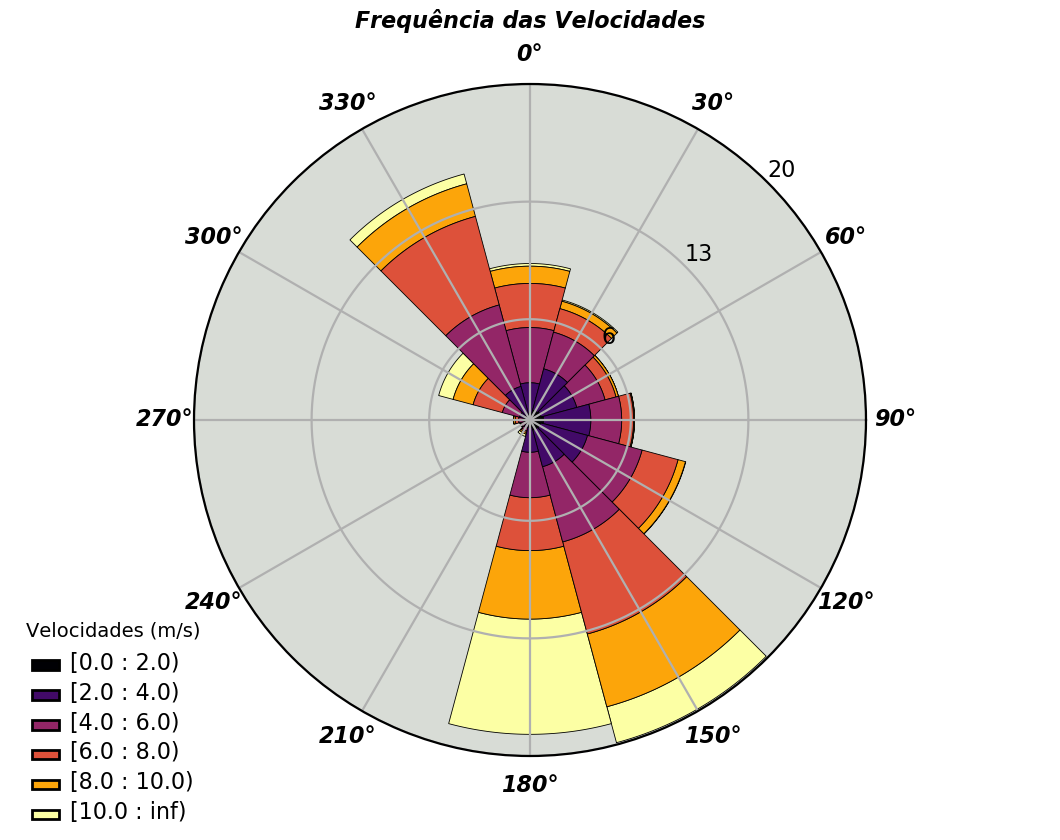 Frequência das Velocidades
0°
330°
30°
20
300°
60°
13
6
270°
90°
240°
120°
210°
150°
180°
Velocidades (m/s)
[0.0 : 2.0)
[2.0 : 4.0)
[4.0 : 6.0)
[6.0 : 8.0)
[8.0 : 10.0)
[10.0 : inf)